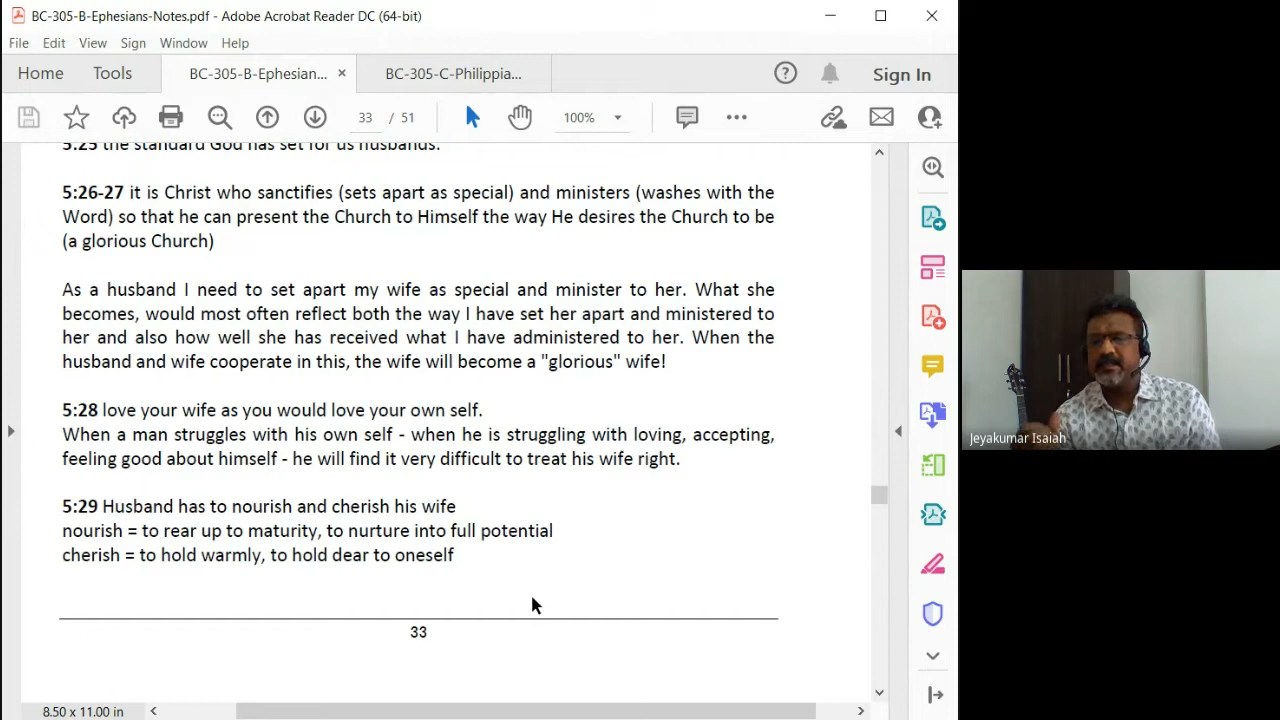 BC-305-B-Ephesians-Notes.pdf - Adobe Acrobat Reader DC (64-bit)
File Edit View Sign Window Help
Home Tools BC-305-B-Ephesian... × BC-305-C-Philippia... Sign In
33 / 51 100%
5:25 the standard God has set for us husbands.
5:26-27 it is Christ who sanctifies (sets apart as special) and ministers (washes with the
Word) so that he can present the Church to Himself the way He desires the Church to be
(a glorious Church)
As a husband I need to set apart my wife as special and minister to her. What she
becomes, would most often reflect both the way I have set her apart and ministered to
her and also how well she has received what I have administered to her. When the
husband and wife cooperate in this, the wife will become a "glorious" wife!
5:28 love your wife as you would love your own self.
When a man struggles with his own self - when he is struggling with loving, accepting,
feeling good about himself - he will find it very difficult to treat his wife right.
5:29 Husband has to nourish and cherish his wife
nourish = to rear up to maturity, to nurture into full potential
cherish = to hold warmly, to hold dear to oneself
33
8.50 x 11.00 in
Jeyakumar Isaiah